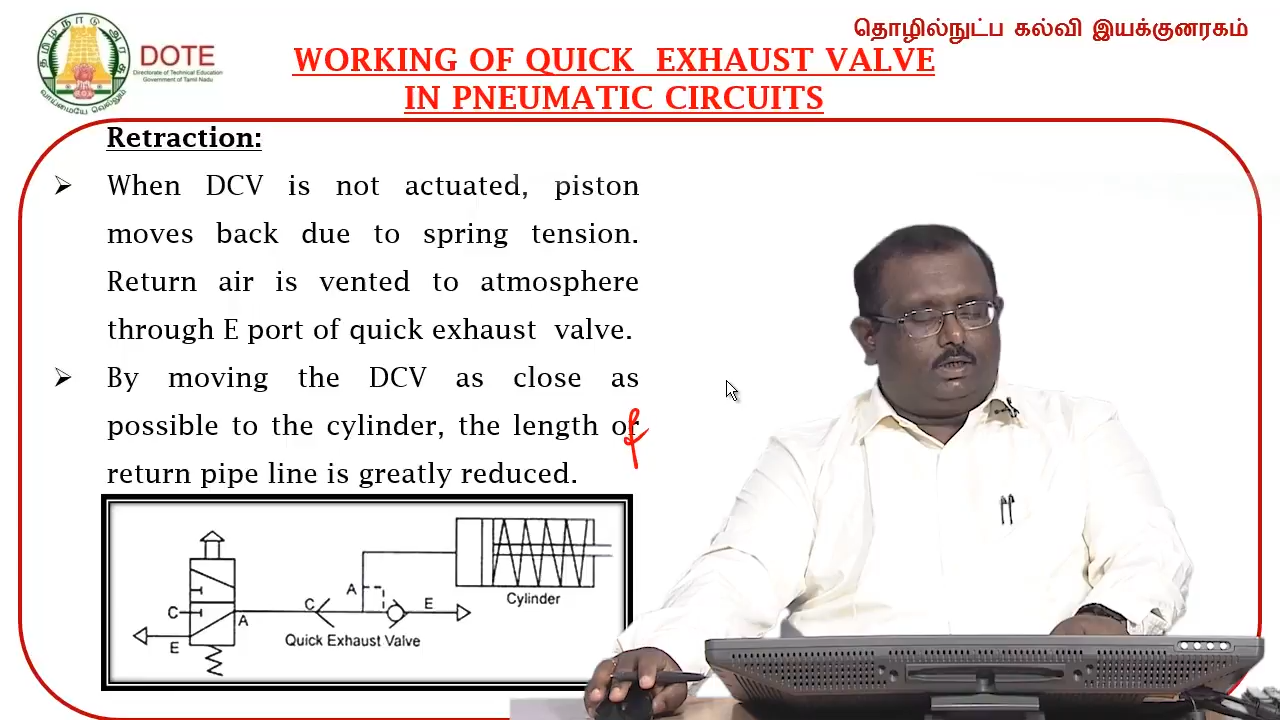 தொழில்நுட்ப கல்வி இயக்குனரகம்
DOTE
Directorate of Technical Education
Government of Tamil Nadu
தமிழ்நாடு அரசு
வாய்மையே வெல்லும்
WORKING OF QUICK EXHAUST VALVE
IN PNEUMATIC CIRCUITS
Retraction:
➢ When DCV is not actuated, piston
moves back due to spring tension.
Return air is vented to atmosphere
through E port of quick exhaust valve.
➢ By moving the DCV as close as
possible to the cylinder, the length of
return pipe line is greatly reduced.
A
C
C
E
A
E
Cylinder
Quick Exhaust Valve